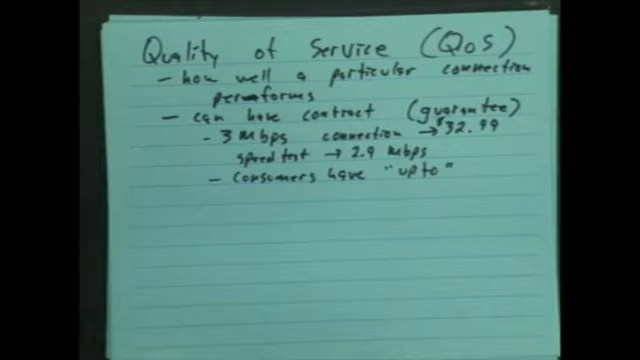 Quality of Service (QoS)
- how well a particular connection
performs
- can have contract (guarantee)
- 3 mbps connection → $32.99
speed test → 2.9 mbps
- consumers have "up to"